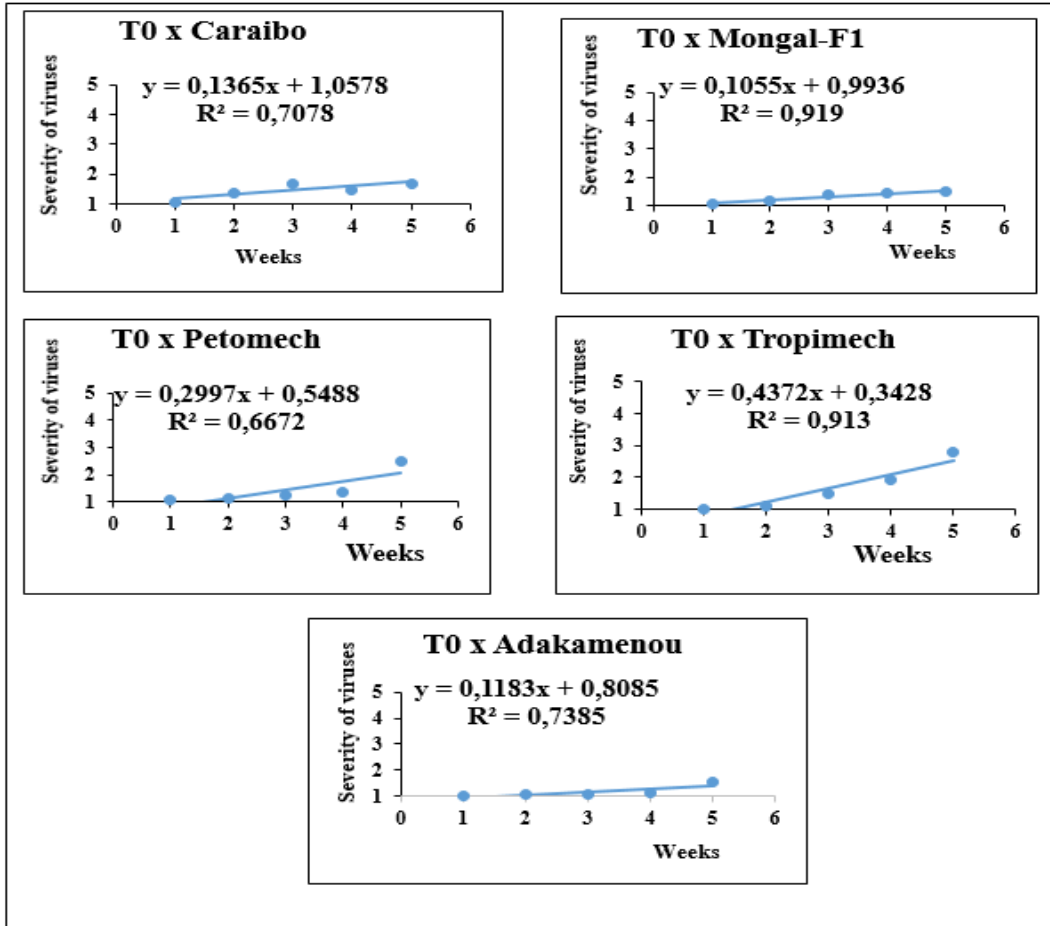 T0 x Caraibo
y = 0,1365x + 1,0578
R² = 0,7078
Severity of viruses
5
4
3
2
1
0 1 2 3 4 5 6
Weeks
T0 x Mongal-F1
y = 0,1055x + 0,9936
R² = 0,919
Severity of viruses
5
4
3
2
1
0 1 2 3 4 5 6
Weeks
T0 x Petomech
y = 0,2997x + 0,5488
R² = 0,6672
Severity of viruses
5
4
3
2
1
0 1 2 3 4 5 6
Weeks
T0 x Tropimech
y = 0,4372x + 0,3428
R² = 0,913
Severity of viruses
5
4
3
2
1
0 1 2 3 4 5 6
Weeks
T0 x Adakamenou
y = 0,1183x + 0,8085
R² = 0,7385
Severity of viruses
5
4
3
2
1
0 1 2 3 4 5 6
Weeks